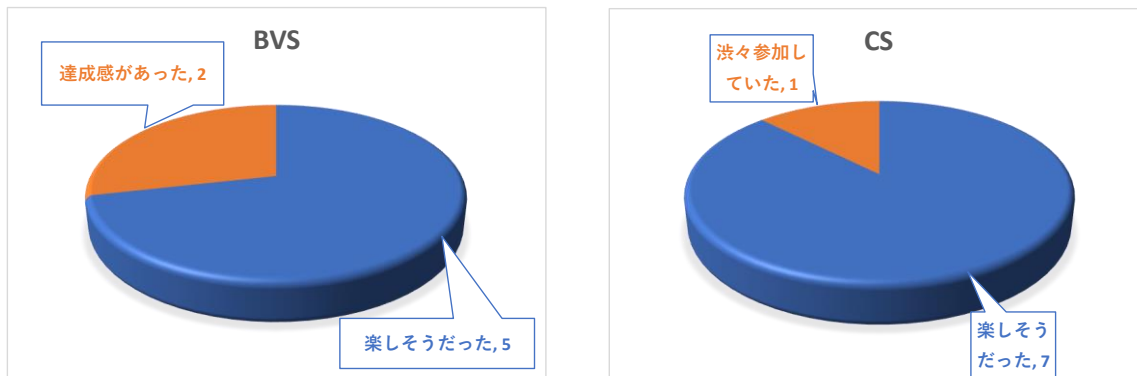 BVS
達成感があった, 2
楽しそうだった, 5
CS
渋々参加し
ていた, 1
楽しそう
だった, 7